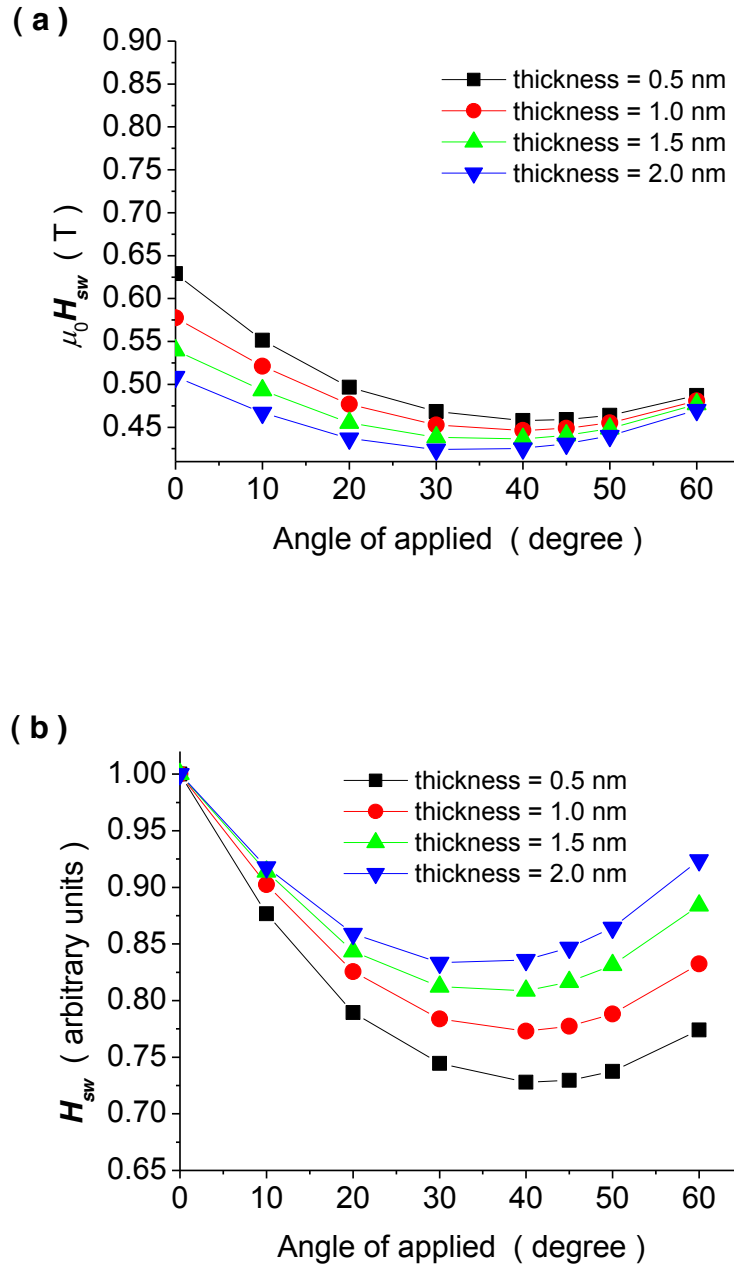 ( a )
0.90
0.85
0.80
0.75
0.70
0.65
0.60
0.55
0.50
0.45
μ0Hsw ( T )
thickness = 0.5 nm
thickness = 1.0 nm
thickness = 1.5 nm
thickness = 2.0 nm
0 10 20 30 40 50 60
Angle of applied ( degree )
( b )
1.00
0.95
0.90
0.85
0.80
0.75
0.70
0.65
Hsw ( arbitrary units )
thickness = 0.5 nm
thickness = 1.0 nm
thickness = 1.5 nm
thickness = 2.0 nm
0 10 20 30 40 50 60
Angle of applied ( degree )